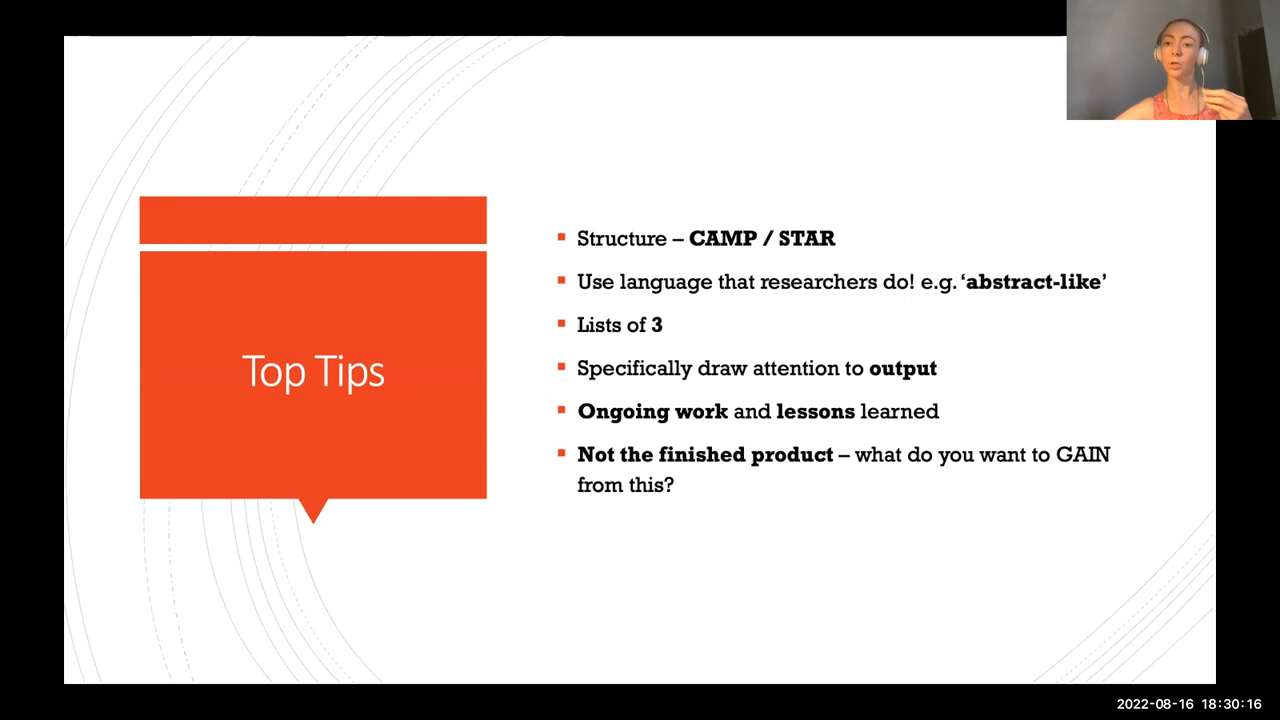 Top Tips
Structure – CAMP / STAR
Use language that researchers do! e.g. ‘abstract-like’
Lists of 3
Specifically draw attention to output
Ongoing work and lessons learned
Not the finished product – what do you want to GAIN
from this?
2022-08-16 18:30:16